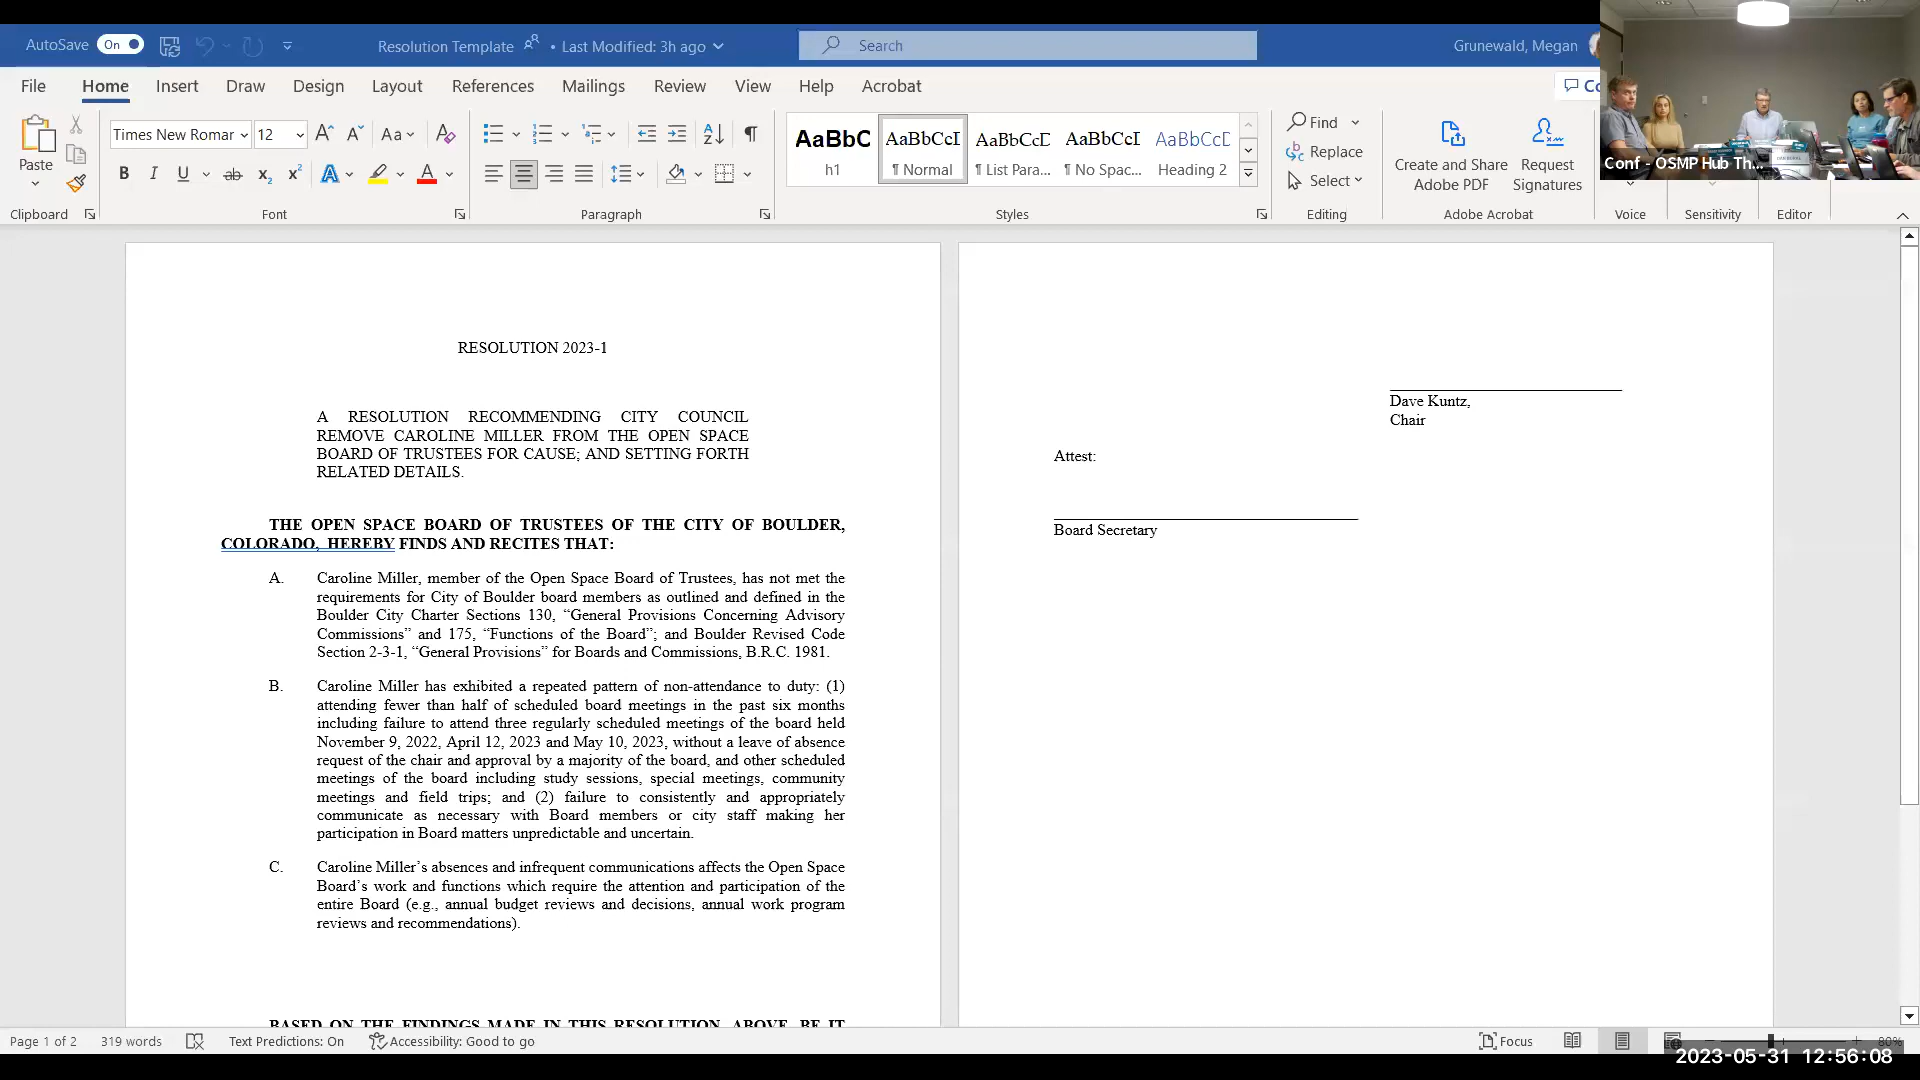 AutoSave On Resolution Template • Last Modified: 3h ago Search Grunewald, Megan
File Home Insert Draw Design Layout References Mailings Review View Help Acrobat
Paste
Times New Romar 12
Aa
AaBbC AaBbCcI AaBbCcD AaBbCcI AaBbCcD
h1 ¶ Normal ¶ List Para... ¶ No Spac... Heading 2
Find
Replace
Select
Create and Share Adobe PDF
Request Signatures
Conf - OSMP Hub Th...
Clipboard Font Paragraph Styles Editing Adobe Acrobat Voice Sensitivity Editor
RESOLUTION 2023-1
A RESOLUTION RECOMMENDING CITY COUNCIL
REMOVE CAROLINE MILLER FROM THE OPEN SPACE
BOARD OF TRUSTEES FOR CAUSE; AND SETTING FORTH
RELATED DETAILS.
THE OPEN SPACE BOARD OF TRUSTEES OF THE CITY OF BOULDER,
COLORADO, HEREBY FINDS AND RECITES THAT:
A. Caroline Miller, member of the Open Space Board of Trustees, has not met the
requirements for City of Boulder board members as outlined and defined in the
Boulder City Charter Sections 130, “General Provisions Concerning Advisory
Commissions” and 175, “Functions of the Board”; and Boulder Revised Code
Section 2-3-1, “General Provisions” for Boards and Commissions, B.R.C. 1981.
B. Caroline Miller has exhibited a repeated pattern of non-attendance to duty: (1)
attending fewer than half of scheduled board meetings in the past six months
including failure to attend three regularly scheduled meetings of the board held
November 9, 2022, April 12, 2023 and May 10, 2023, without a leave of absence
request of the chair and approval by a majority of the board, and other scheduled
meetings of the board including study sessions, special meetings, community
meetings and field trips; and (2) failure to consistently and appropriately
communicate as necessary with Board members or city staff making her
participation in Board matters unpredictable and uncertain.
C. Caroline Miller’s absences and infrequent communications affects the Open Space
Board’s work and functions which require the attention and participation of the
entire Board (e.g., annual budget reviews and decisions, annual work program
reviews and recommendations).
BASED ON THE FINDINGS MADE IN THIS RESOLUTION, ABOVE, BE IT
Dave Kuntz,
Chair
Attest:
Board Secretary
Page 1 of 2 319 words Text Predictions: On Accessibility: Good to go Focus 80%
2023-05-31 12:56:08